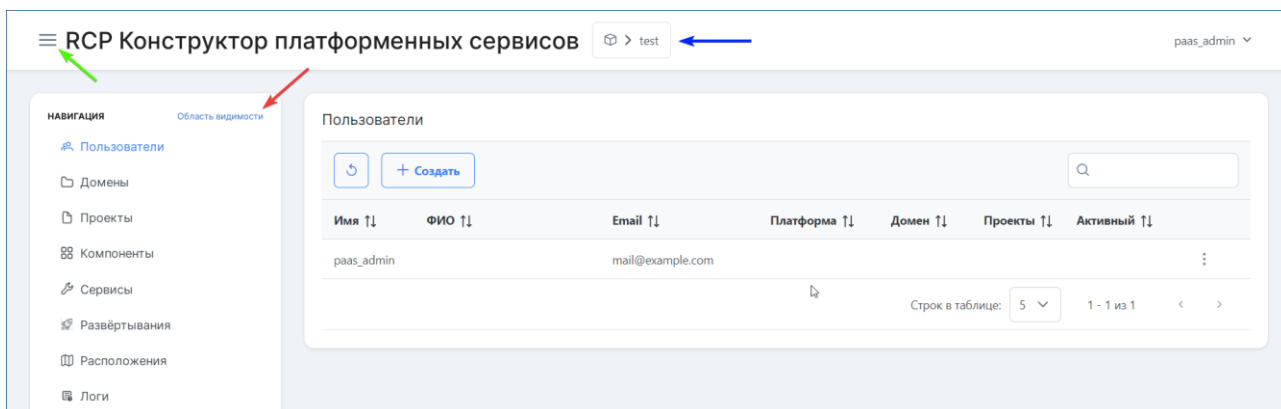 RCP Конструктор платформенных сервисов
test
paas_admin
НАВИГАЦИЯ
Область видимости
Пользователи
Домены
Проекты
Компоненты
Сервисы
Развёртывания
Расположения
Логи
Пользователи
+ Создать
Имя ФИО Email Платформа Домен Проекты Активный
paas_admin mail@example.com
Строк в таблице: 5 1 - 1 из 1